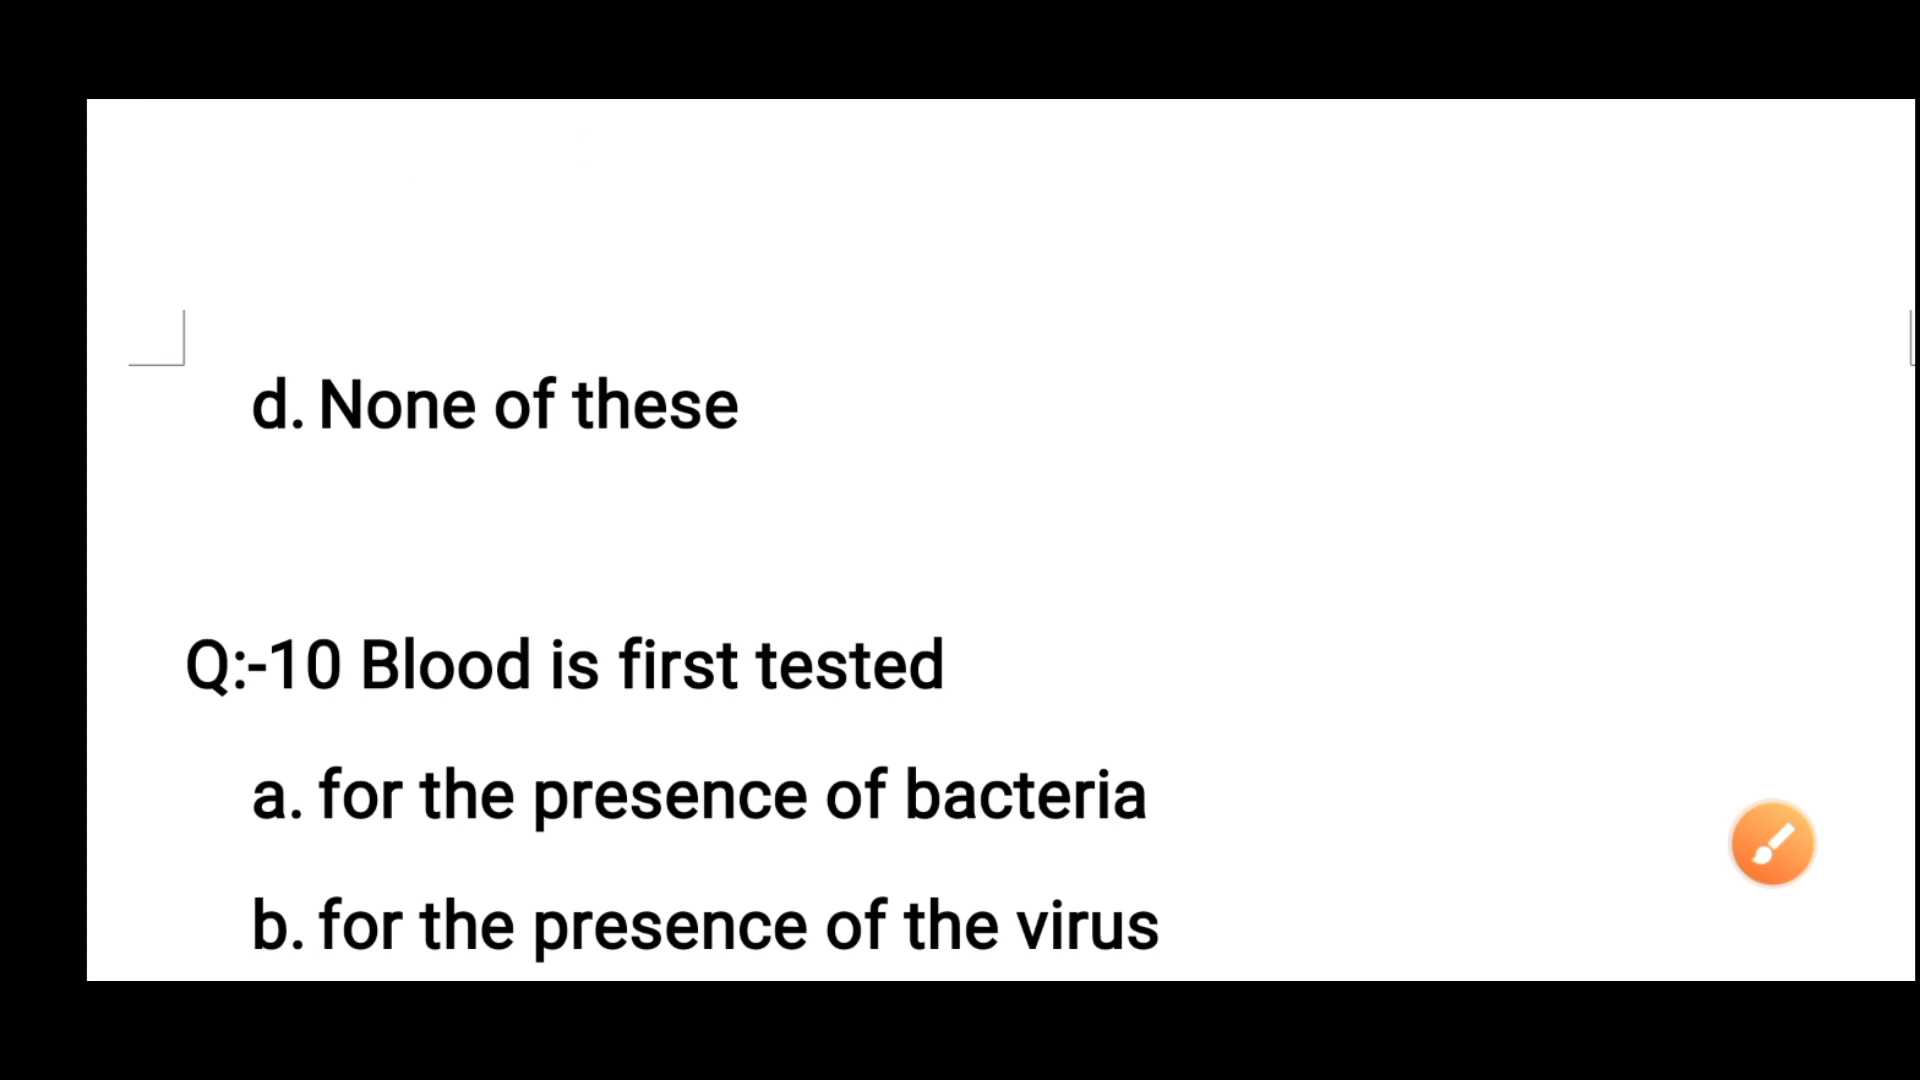 d. None of these
Q:-10 Blood is first tested
a. for the presence of bacteria
b. for the presence of the virus